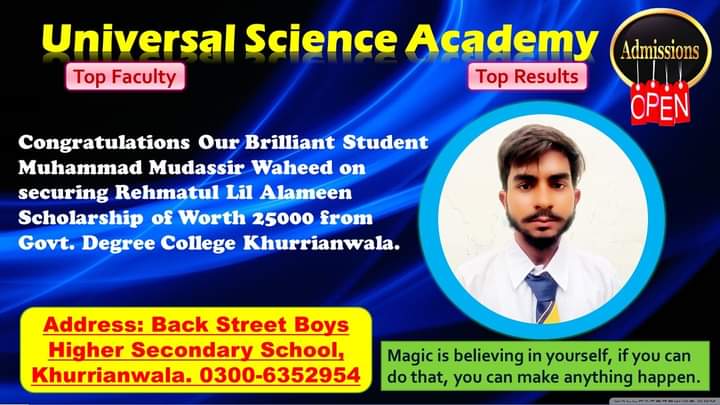 Universal Science Academy
Admissions
OPEN
Top Faculty
Top Results
Congratulations Our Brilliant Student
Muhammad Mudassir Waheed on
securing Rehmatul Lil Alameen
Scholarship of Worth 25000 from
Govt. Degree College Khurrianwala.
Address: Back Street Boys
Higher Secondary School,
Khurrianwala. 0300-6352954
Magic is believing in yourself, if you can
do that, you can make anything happen.